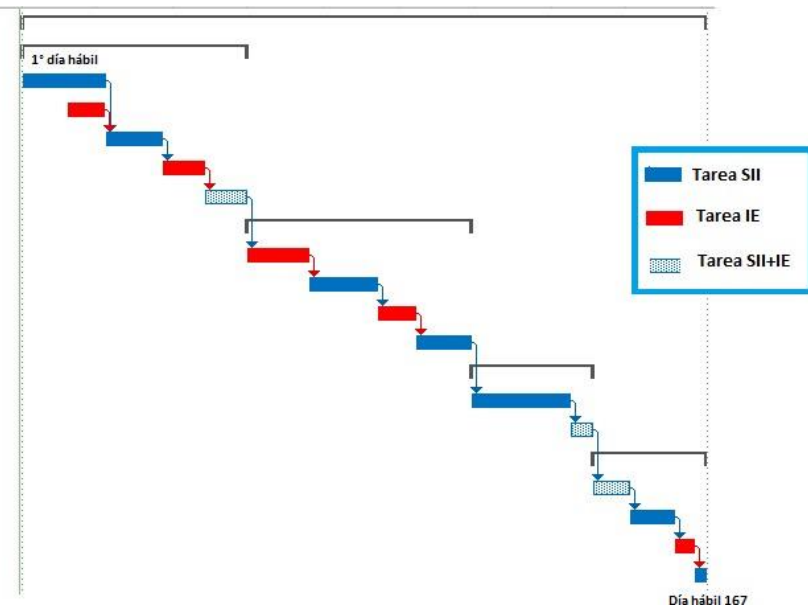 1° día hábil
Tarea SII
Tarea IE
Tarea SII+IE
Día hábil 167